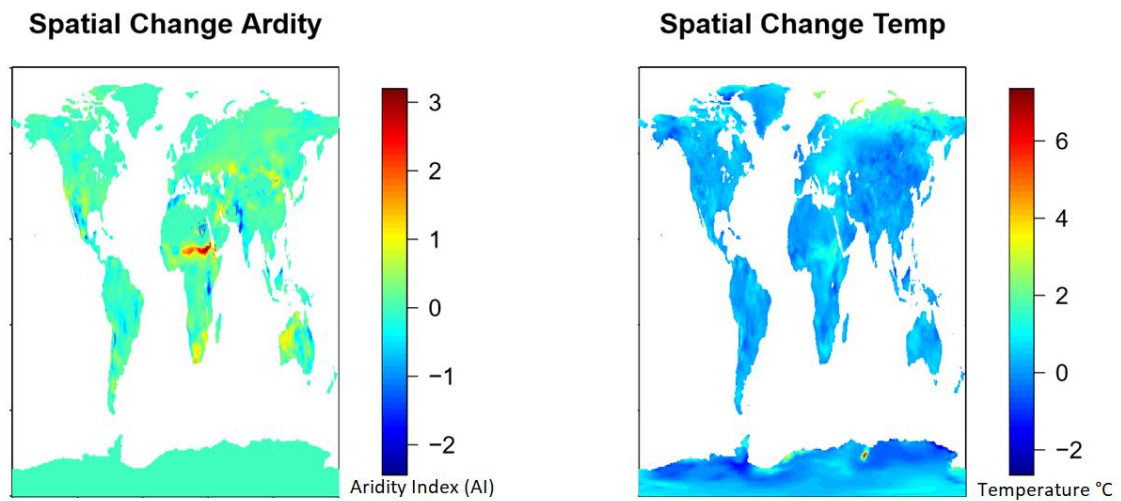 Spatial Change Ardity
Spatial Change Temp
3
2
1
0
−1
−2
Aridity Index (AI)
6
4
2
0
−2
Temperature °C